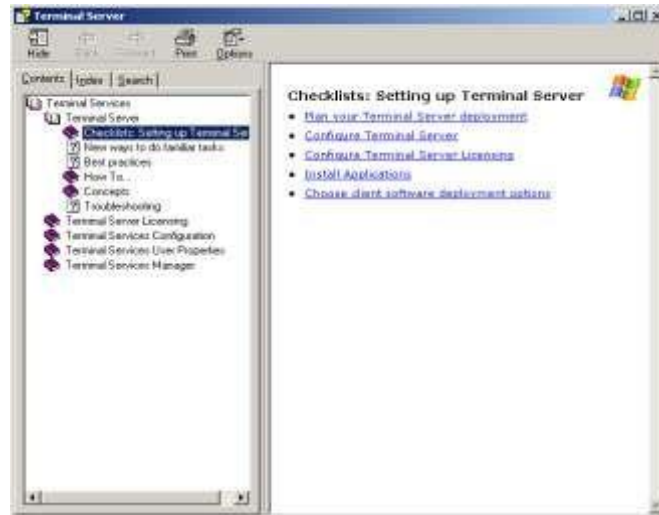 Terminal Server
Hide Back Forward Print Options
Contents Index Search
Terminal Services
Terminal Server
Checklists: Setting up Terminal Se
New ways to do familiar tasks
Best practices
How To...
Concepts
Troubleshooting
Terminal Server Licensing
Terminal Services Configuration
Terminal Services User Properties
Terminal Services Manager
Checklists: Setting up Terminal Server
Plan your Terminal Server deployment
Configure Terminal Server
Configure Terminal Server Licensing
Install Applications
Choose client software deployment options